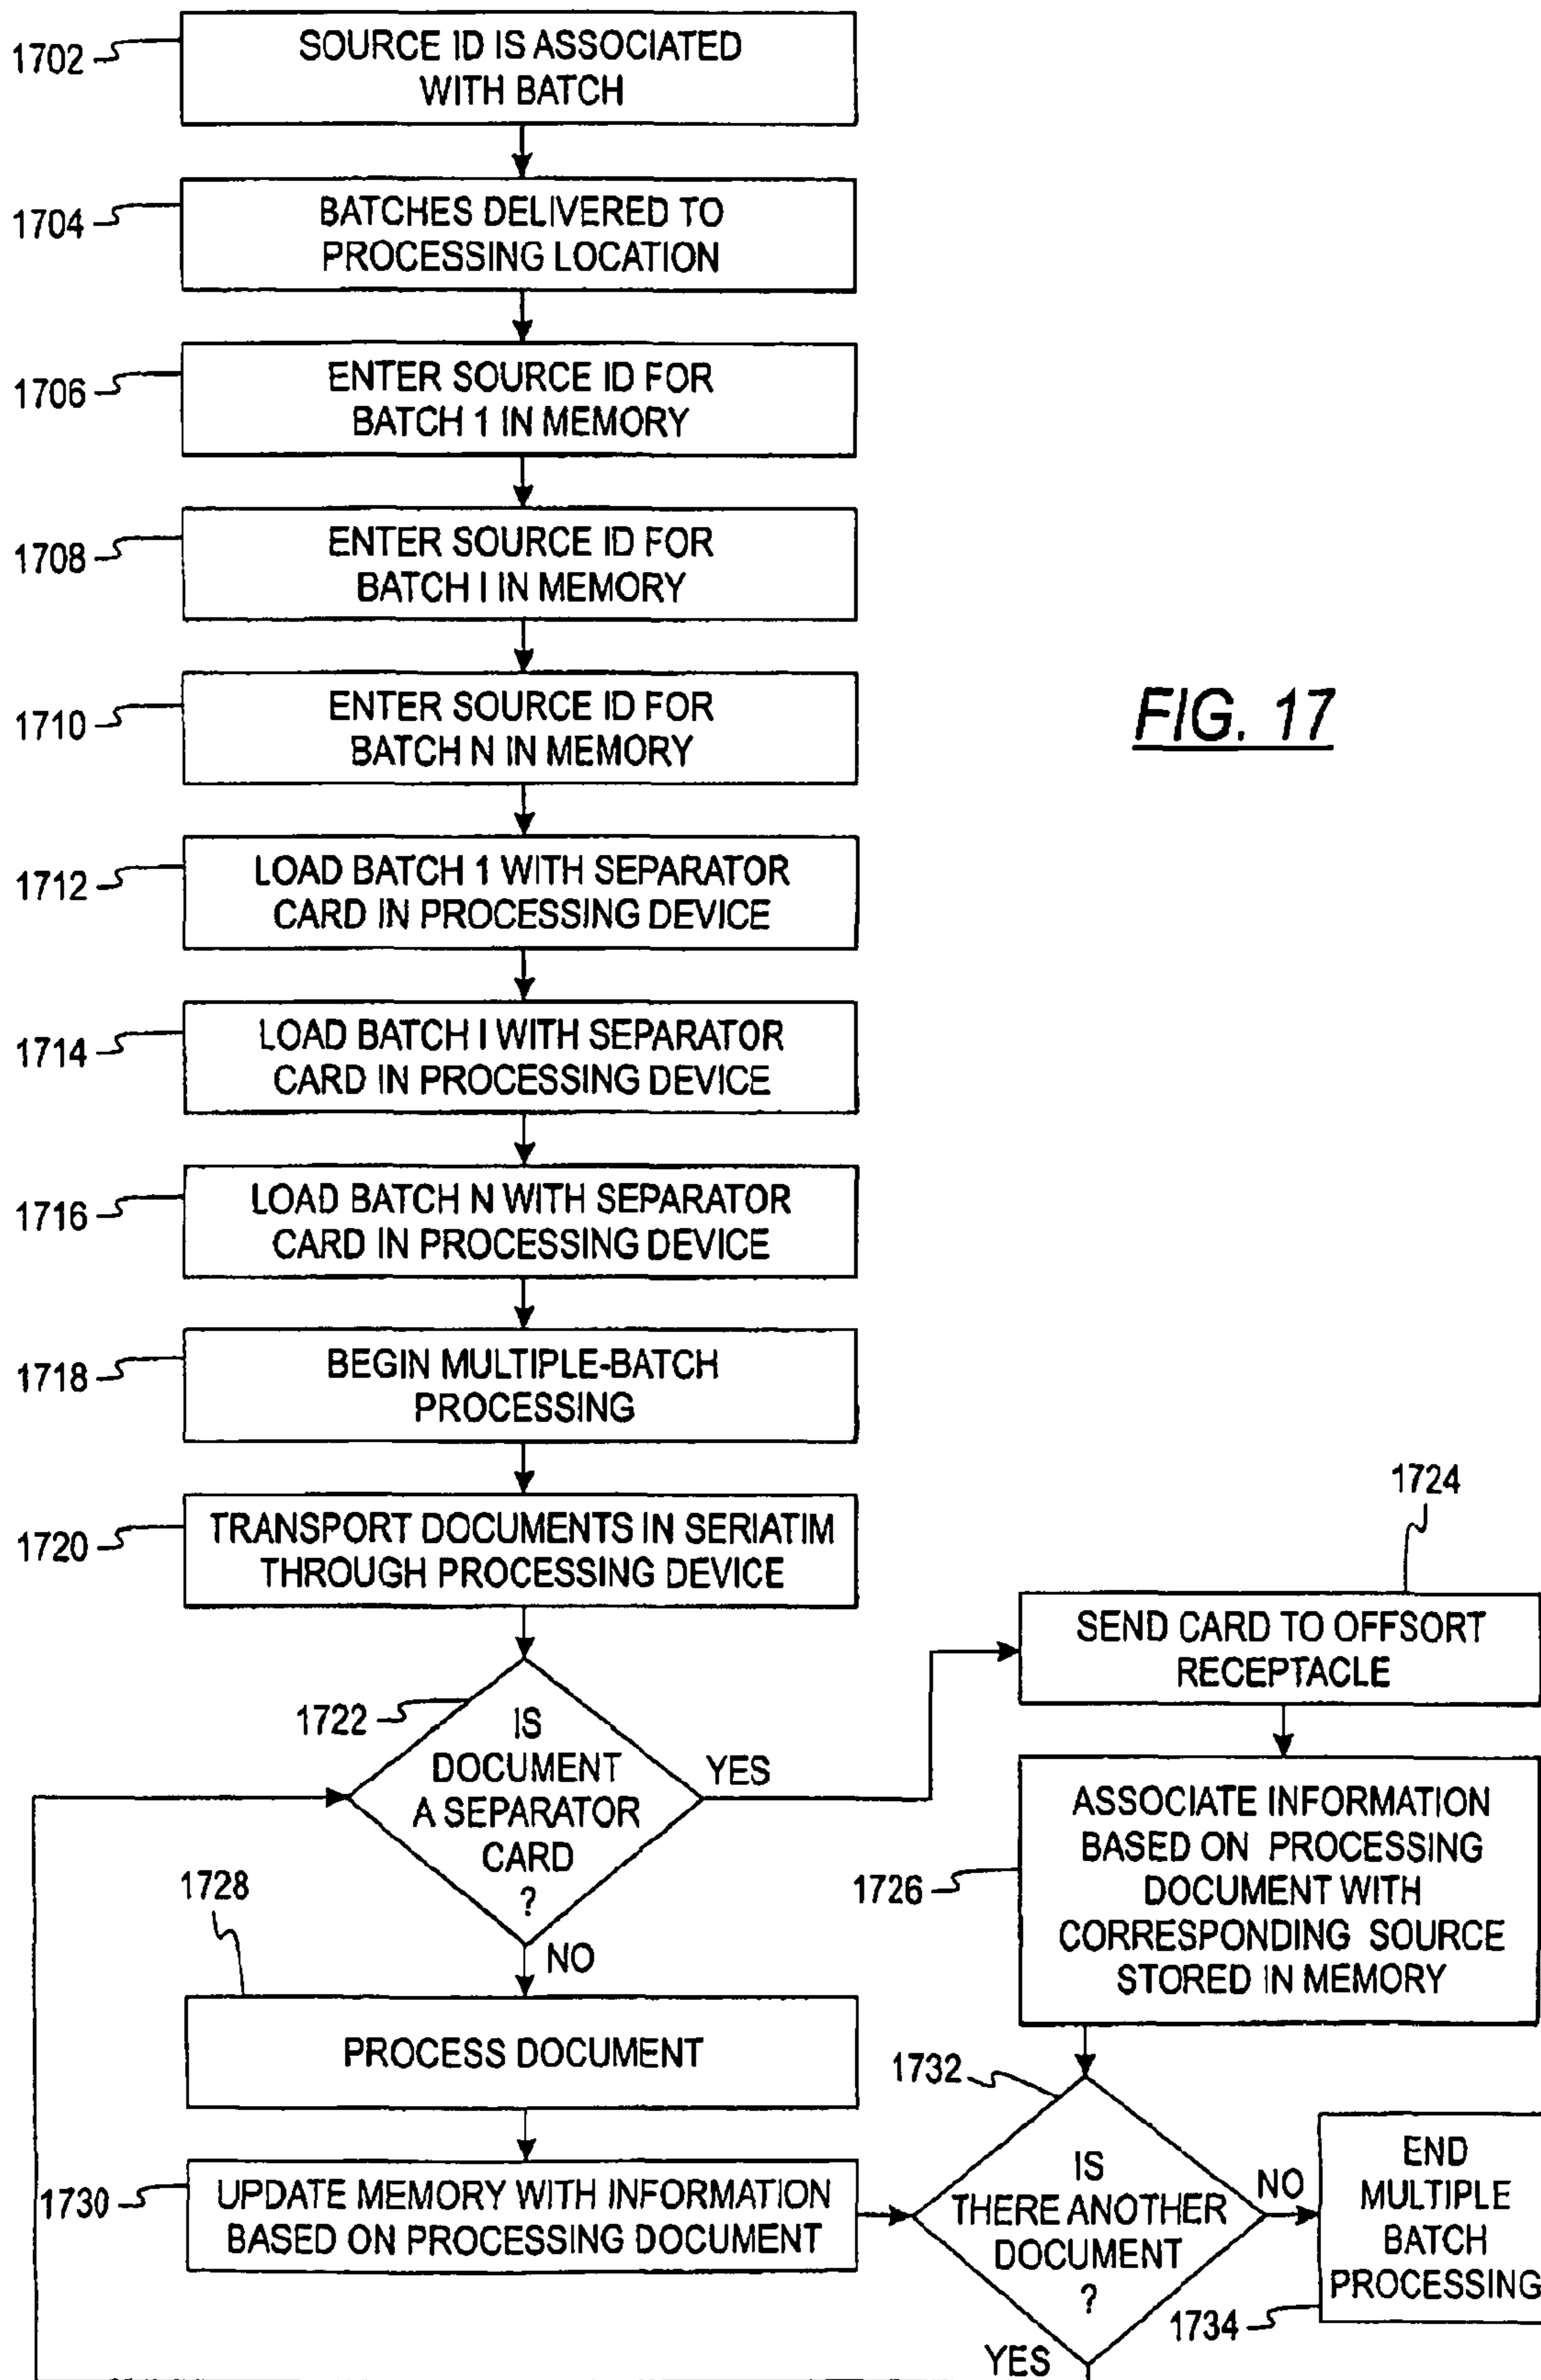 1702
SOURCE ID IS ASSOCIATED
WITH BATCH
1704
BATCHES DELIVERED TO
PROCESSING LOCATION
1706
ENTER SOURCE ID FOR
BATCH 1 IN MEMORY
1708
ENTER SOURCE ID FOR
BATCH I IN MEMORY
1710
ENTER SOURCE ID FOR
BATCH N IN MEMORY
FIG. 17
1712
LOAD BATCH 1 WITH SEPARATOR
CARD IN PROCESSING DEVICE
1714
LOAD BATCH I WITH SEPARATOR
CARD IN PROCESSING DEVICE
1716
LOAD BATCH N WITH SEPARATOR
CARD IN PROCESSING DEVICE
1718
BEGIN MULTIPLE-BATCH
PROCESSING
1720
TRANSPORT DOCUMENTS IN SERIATIM
THROUGH PROCESSING DEVICE
1722
IS
DOCUMENT
A SEPARATOR
CARD
?
YES
NO
1724
SEND CARD TO OFFSORT
RECEPTACLE
1726
ASSOCIATE INFORMATION
BASED ON PROCESSING
DOCUMENT WITH
CORRESPONDING SOURCE
STORED IN MEMORY
1728
PROCESS DOCUMENT
1730
UPDATE MEMORY WITH INFORMATION
BASED ON PROCESSING DOCUMENT
1732
IS
THERE ANOTHER
DOCUMENT
?
NO
YES
1734
END
MULTIPLE
BATCH
PROCESSING